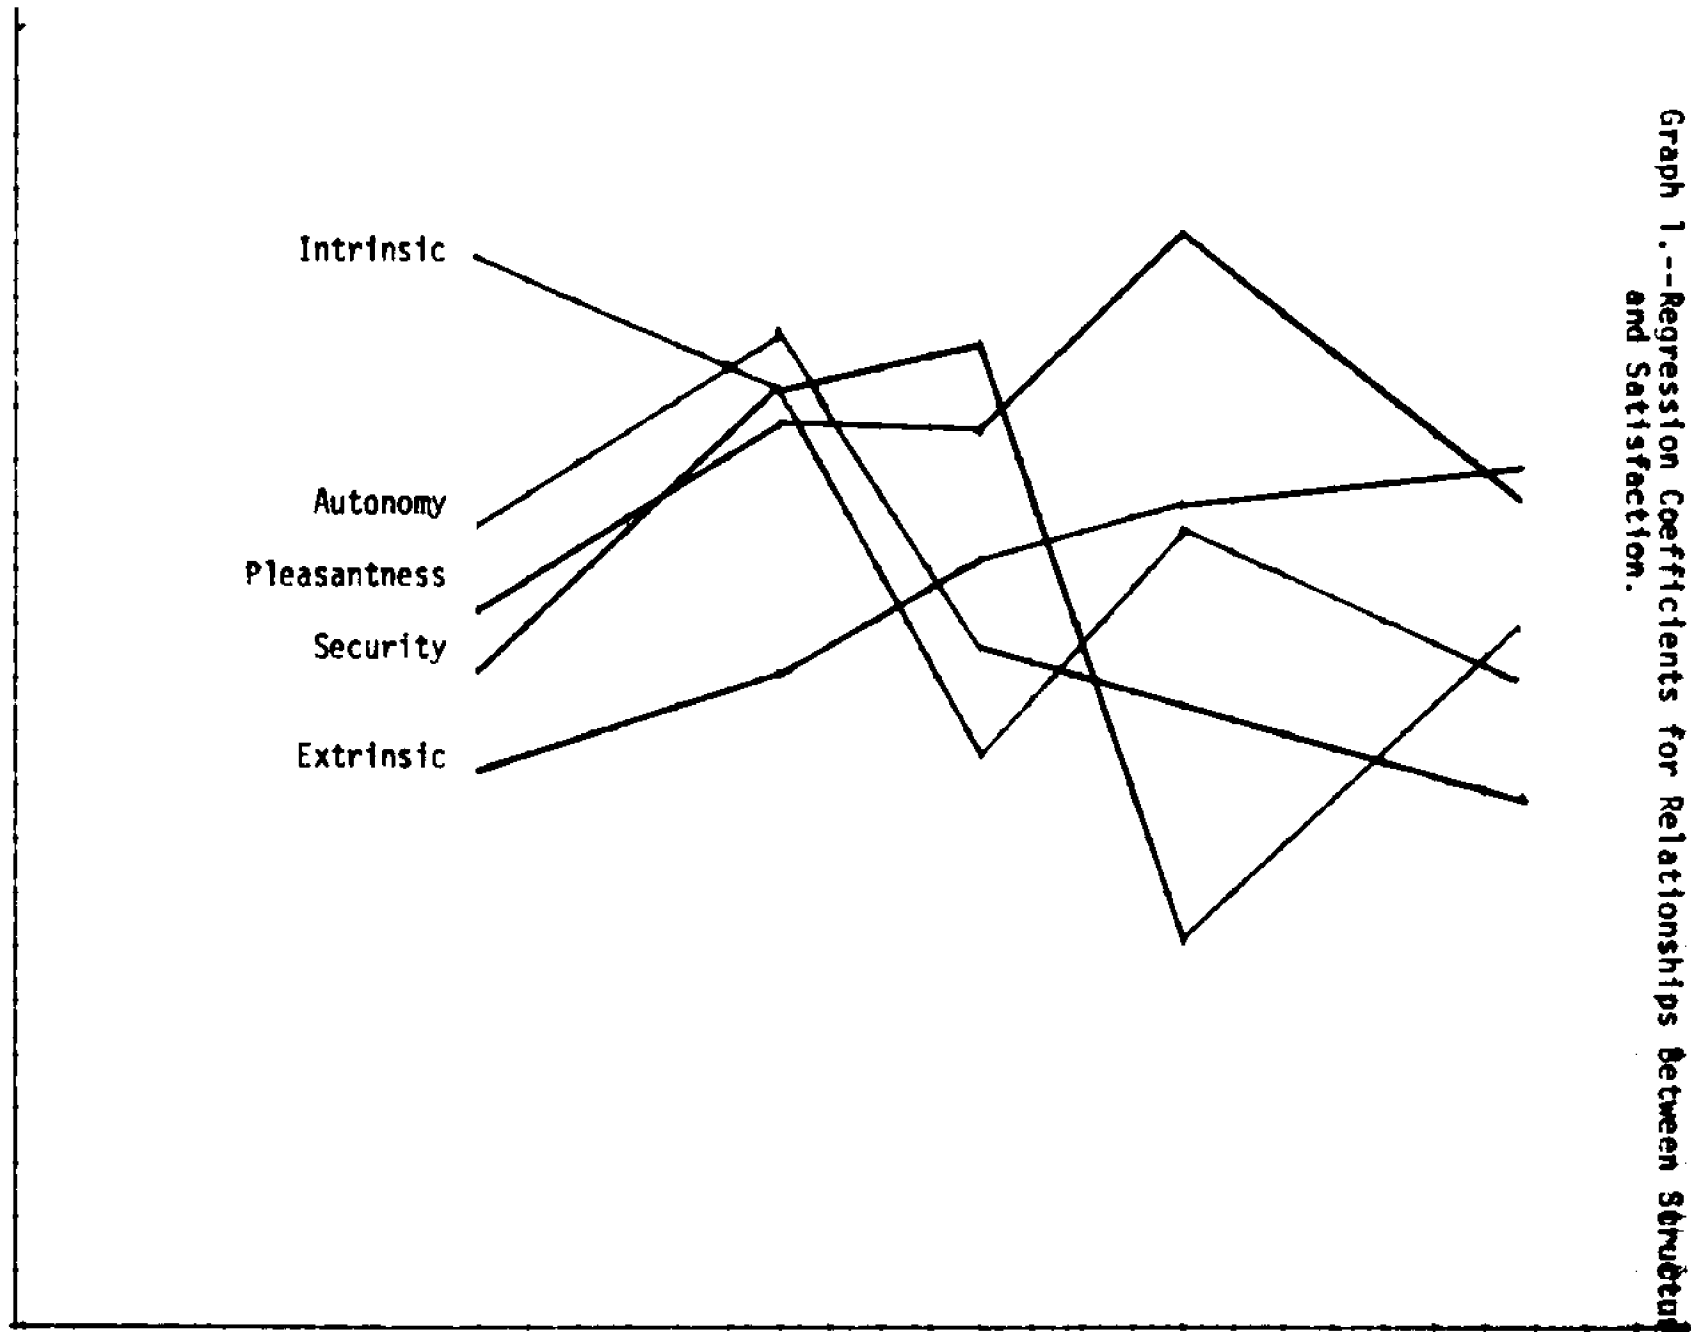 Graph 1.--Regression Coefficients for Relationships Between
and Satisfaction.
Intrinsic
Autonomy
Pleasantness
Security
Extrinsic